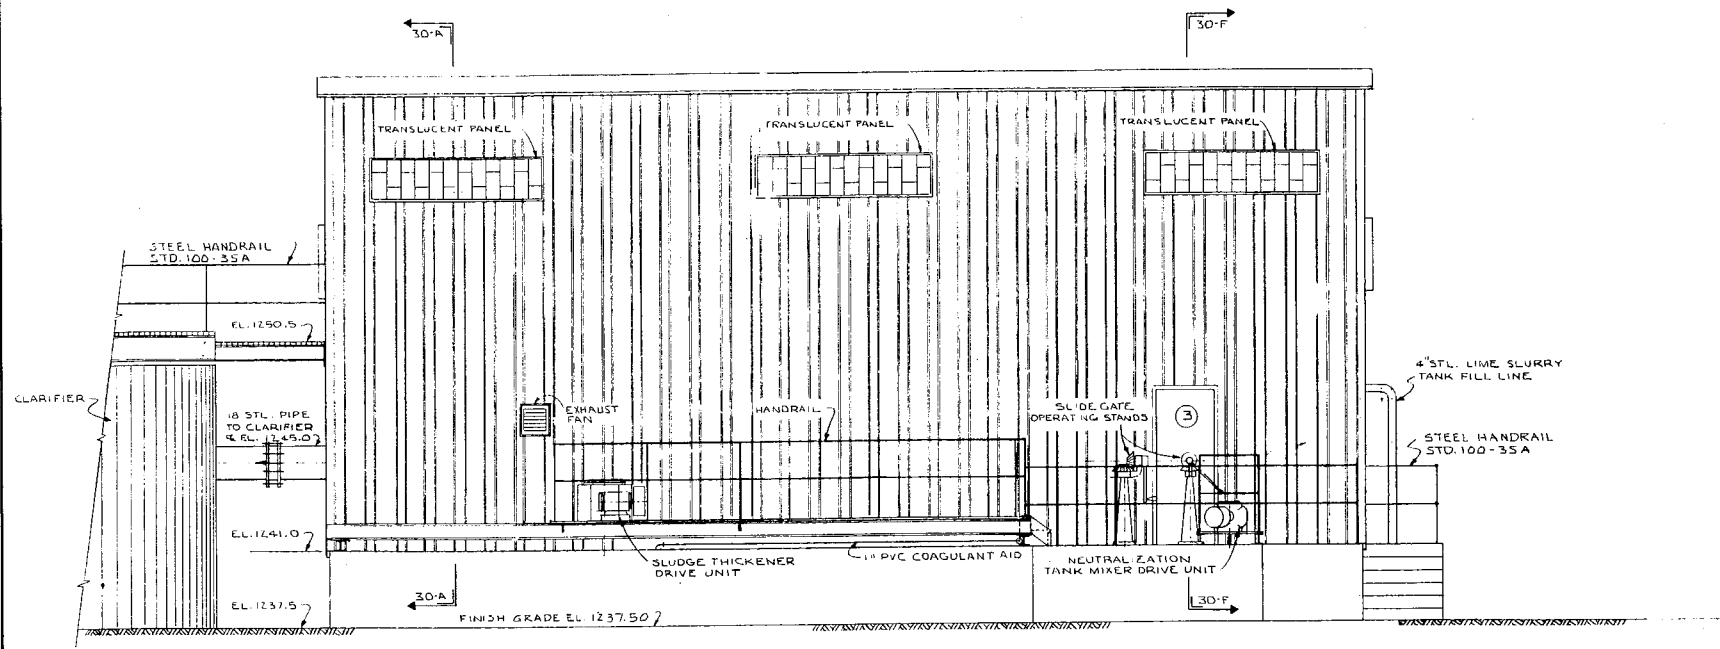 30-A
30-F
TRANSLUCENT PANEL
TRANSLUCENT PANEL
TRANSLUCENT PANEL
STEEL HANDRAIL
STD. 100-35A
EL. 1250.5
CLARIFIER
18 STL. PIPE
TO CLARIFIER
℄ EL. 1245.0
EXHAUST
FAN
HANDRAIL
SLIDE GATE
OPERATING STANDS
3
4" STL. LIME SLURRY
TANK FILL LINE
STEEL HANDRAIL
STD. 100-35A
EL. 1241.0
SLUDGE THICKENER
DRIVE UNIT
1" PVC COAGULANT AID
NEUTRALIZATION
TANK MIXER DRIVE UNIT
30-A
30-F
EL. 1237.5
FINISH GRADE EL. 1237.50